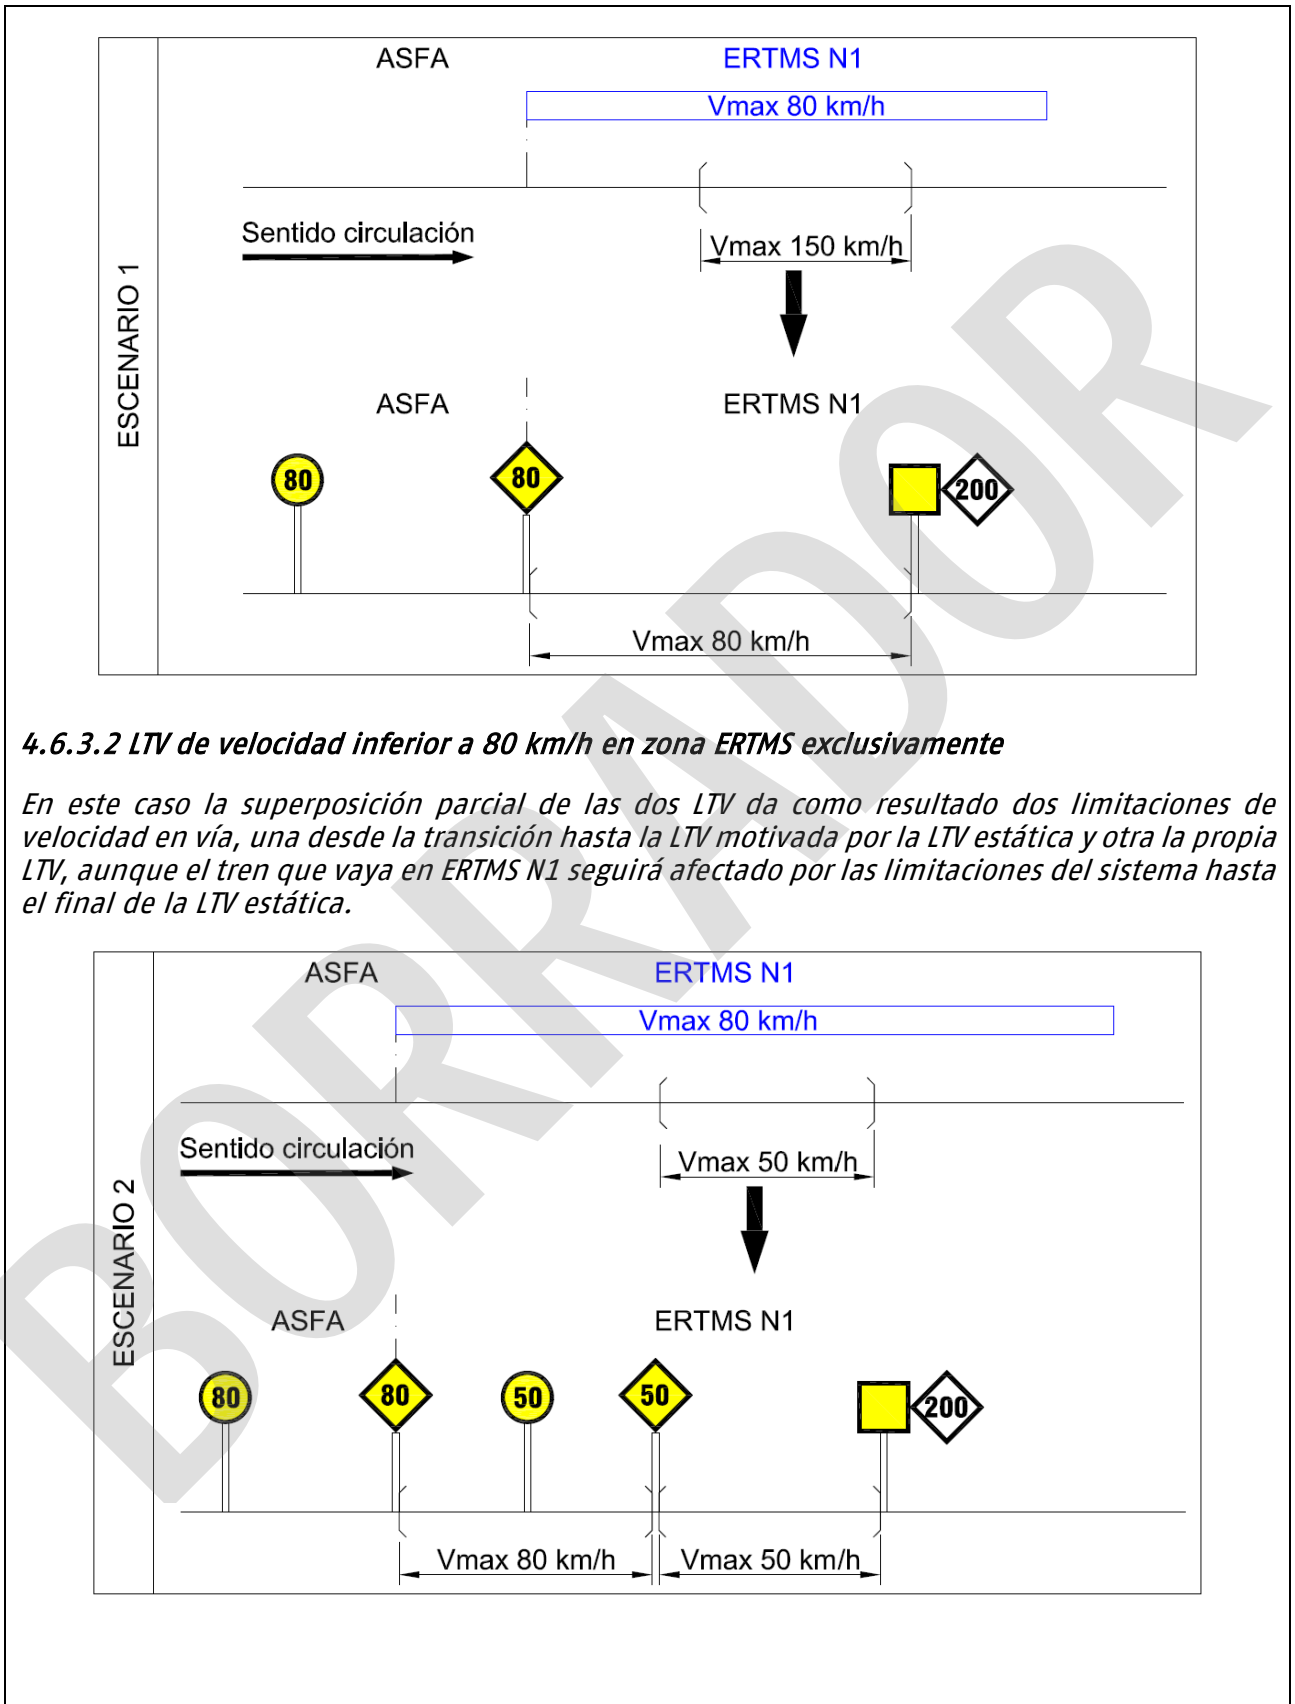 ASFA
ERTMS N1
Vmax 80 km/h
Sentido circulación
Vmax 150 km/h
ESCENARIO 1
ASFA
ERTMS N1
80
80
200
Vmax 80 km/h
4.6.3.2 LTV de velocidad inferior a 80 km/h en zona ERTMS exclusivamente
En este caso la superposición parcial de las dos LTV da como resultado dos limitaciones de
velocidad en vía, una desde la transición hasta la LTV motivada por la LTV estática y otra la propia
LTV, aunque el tren que vaya en ERTMS N1 seguirá afectado por las limitaciones del sistema hasta
el final de la LTV estática.
ASFA
ERTMS N1
Vmax 80 km/h
Sentido circulación
Vmax 50 km/h
ESCENARIO 2
ASFA
ERTMS N1
80
80
50
50
200
Vmax 80 km/h
Vmax 50 km/h
BORRADOR